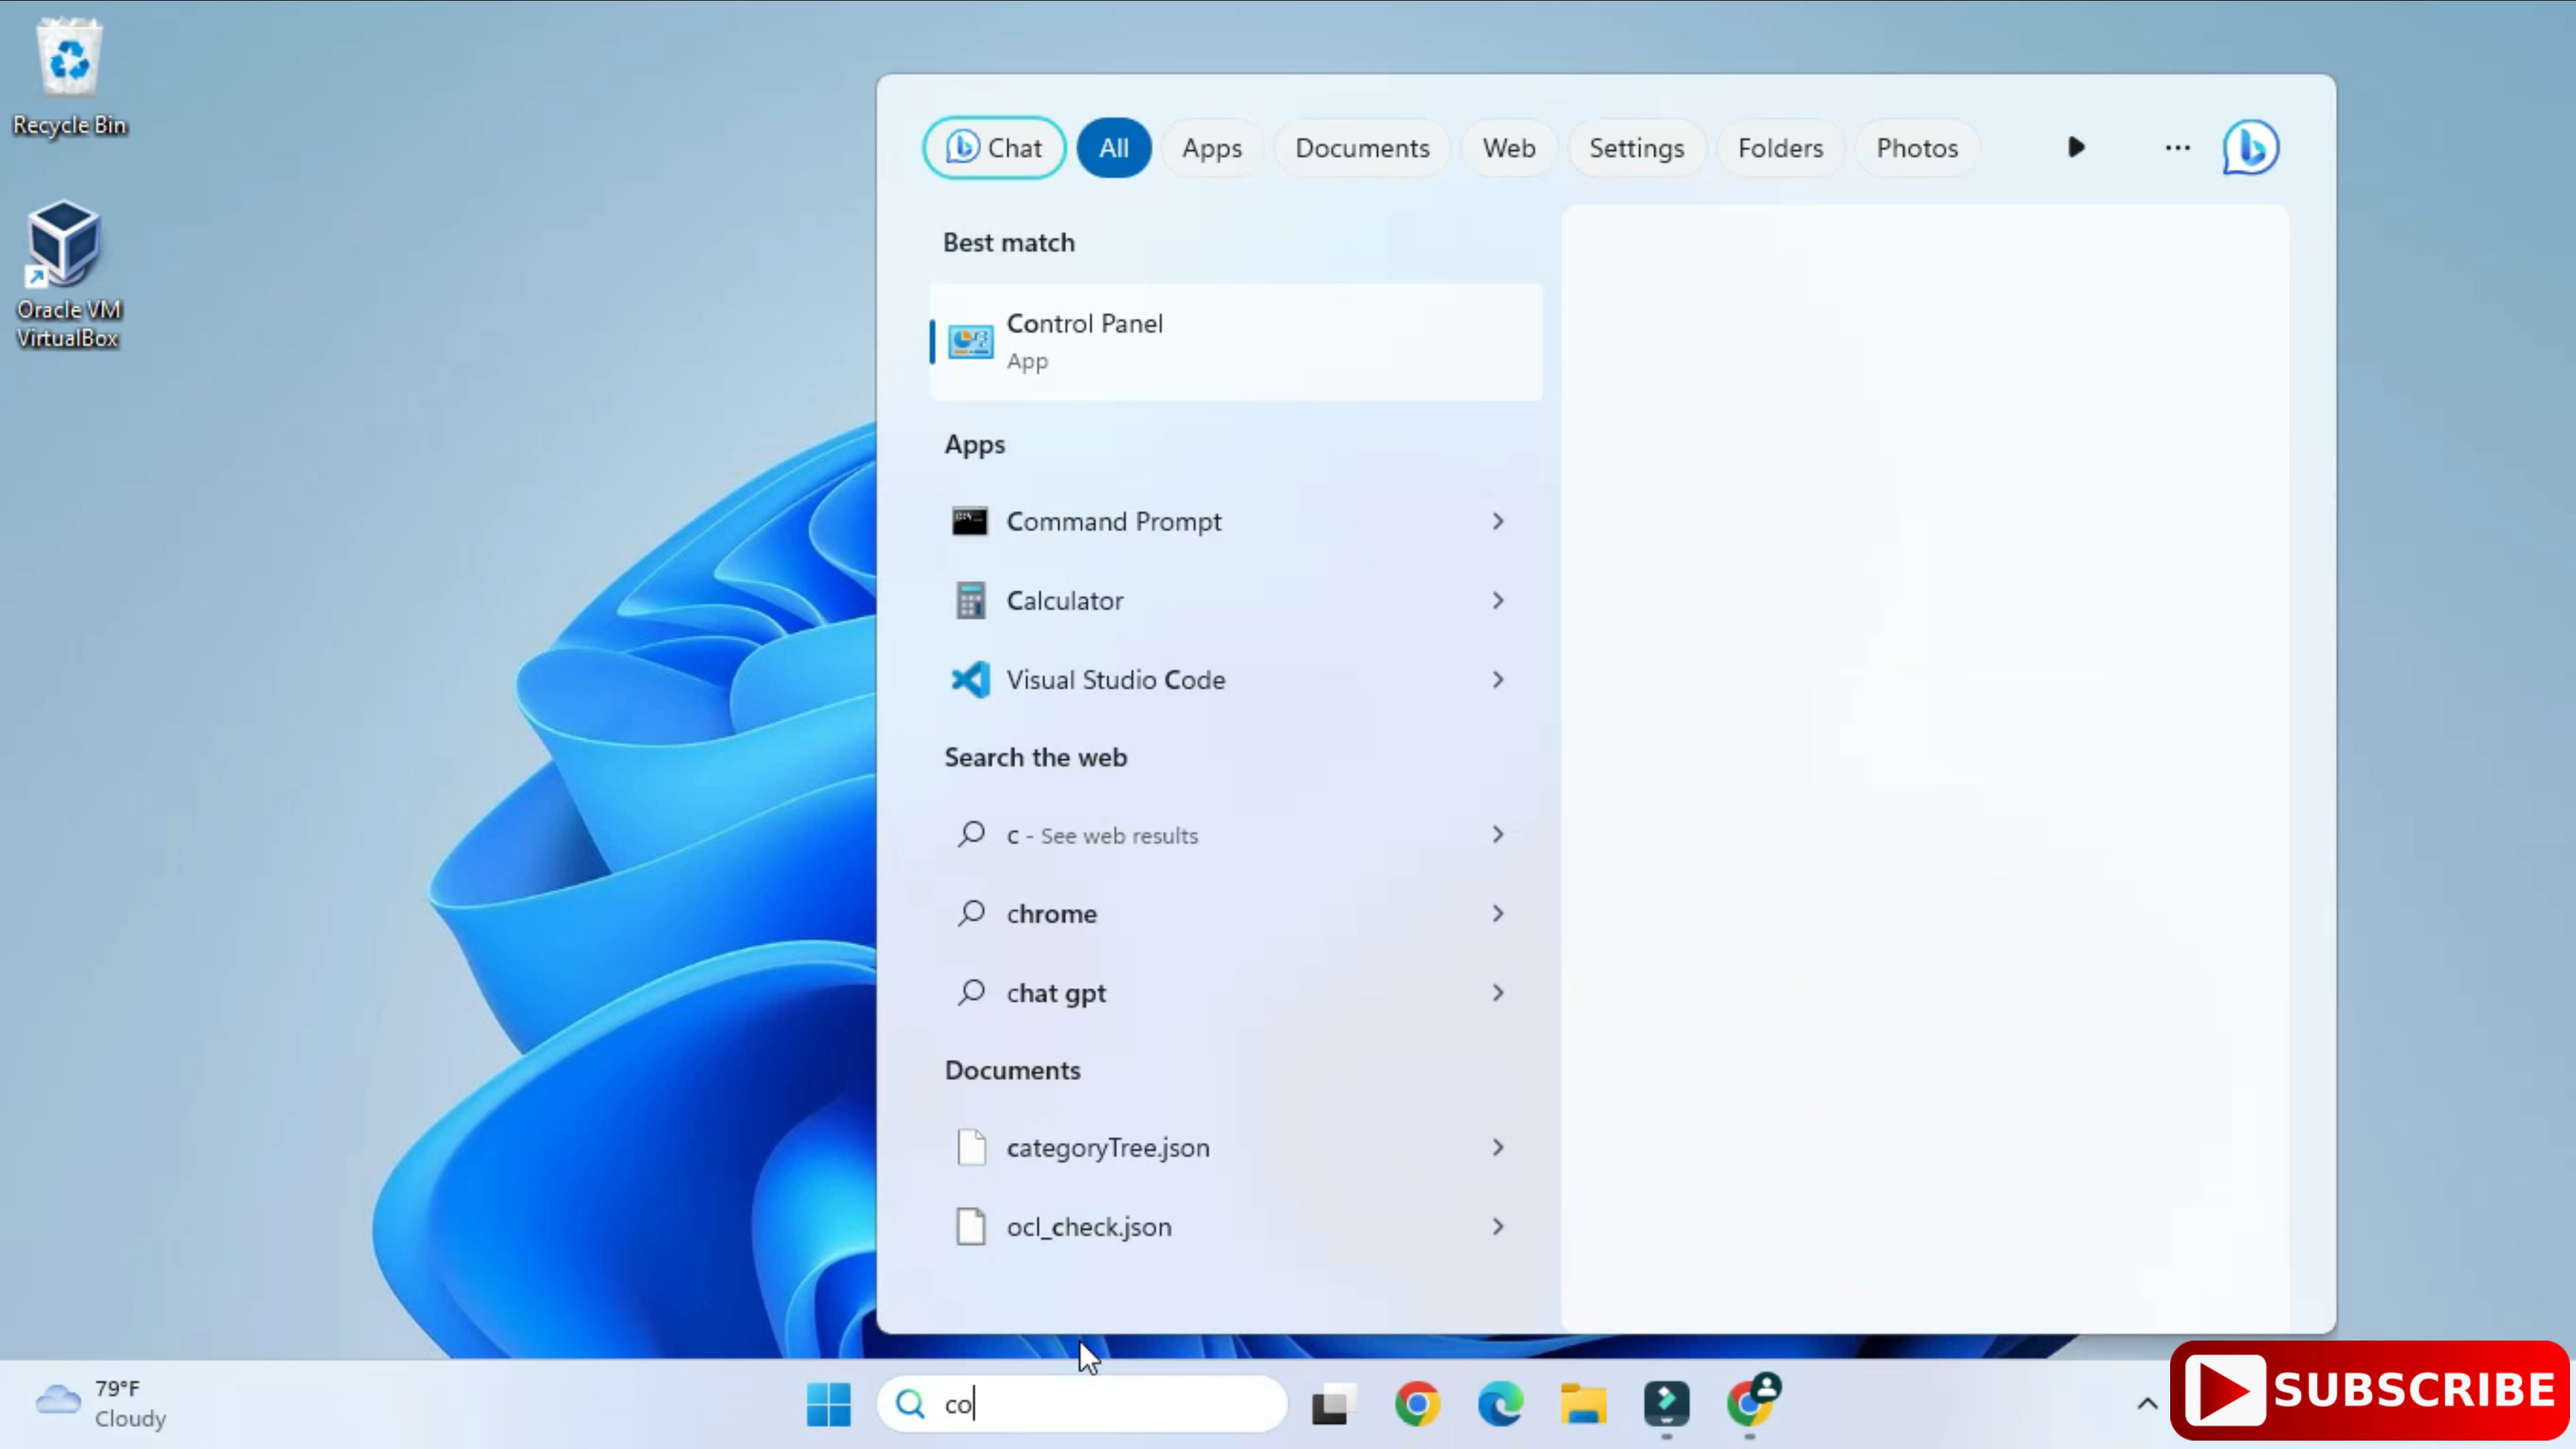 Recycle Bin
Oracle VM
VirtualBox
Chat
All
Apps
Documents
Web
Settings
Folders
Photos
Best match
Control Panel
App
Apps
Command Prompt
Calculator
Visual Studio Code
Search the web
c - See web results
chrome
chat gpt
Documents
categoryTree.json
ocl_check.json
79°F
Cloudy
co
SUBSCRIBE